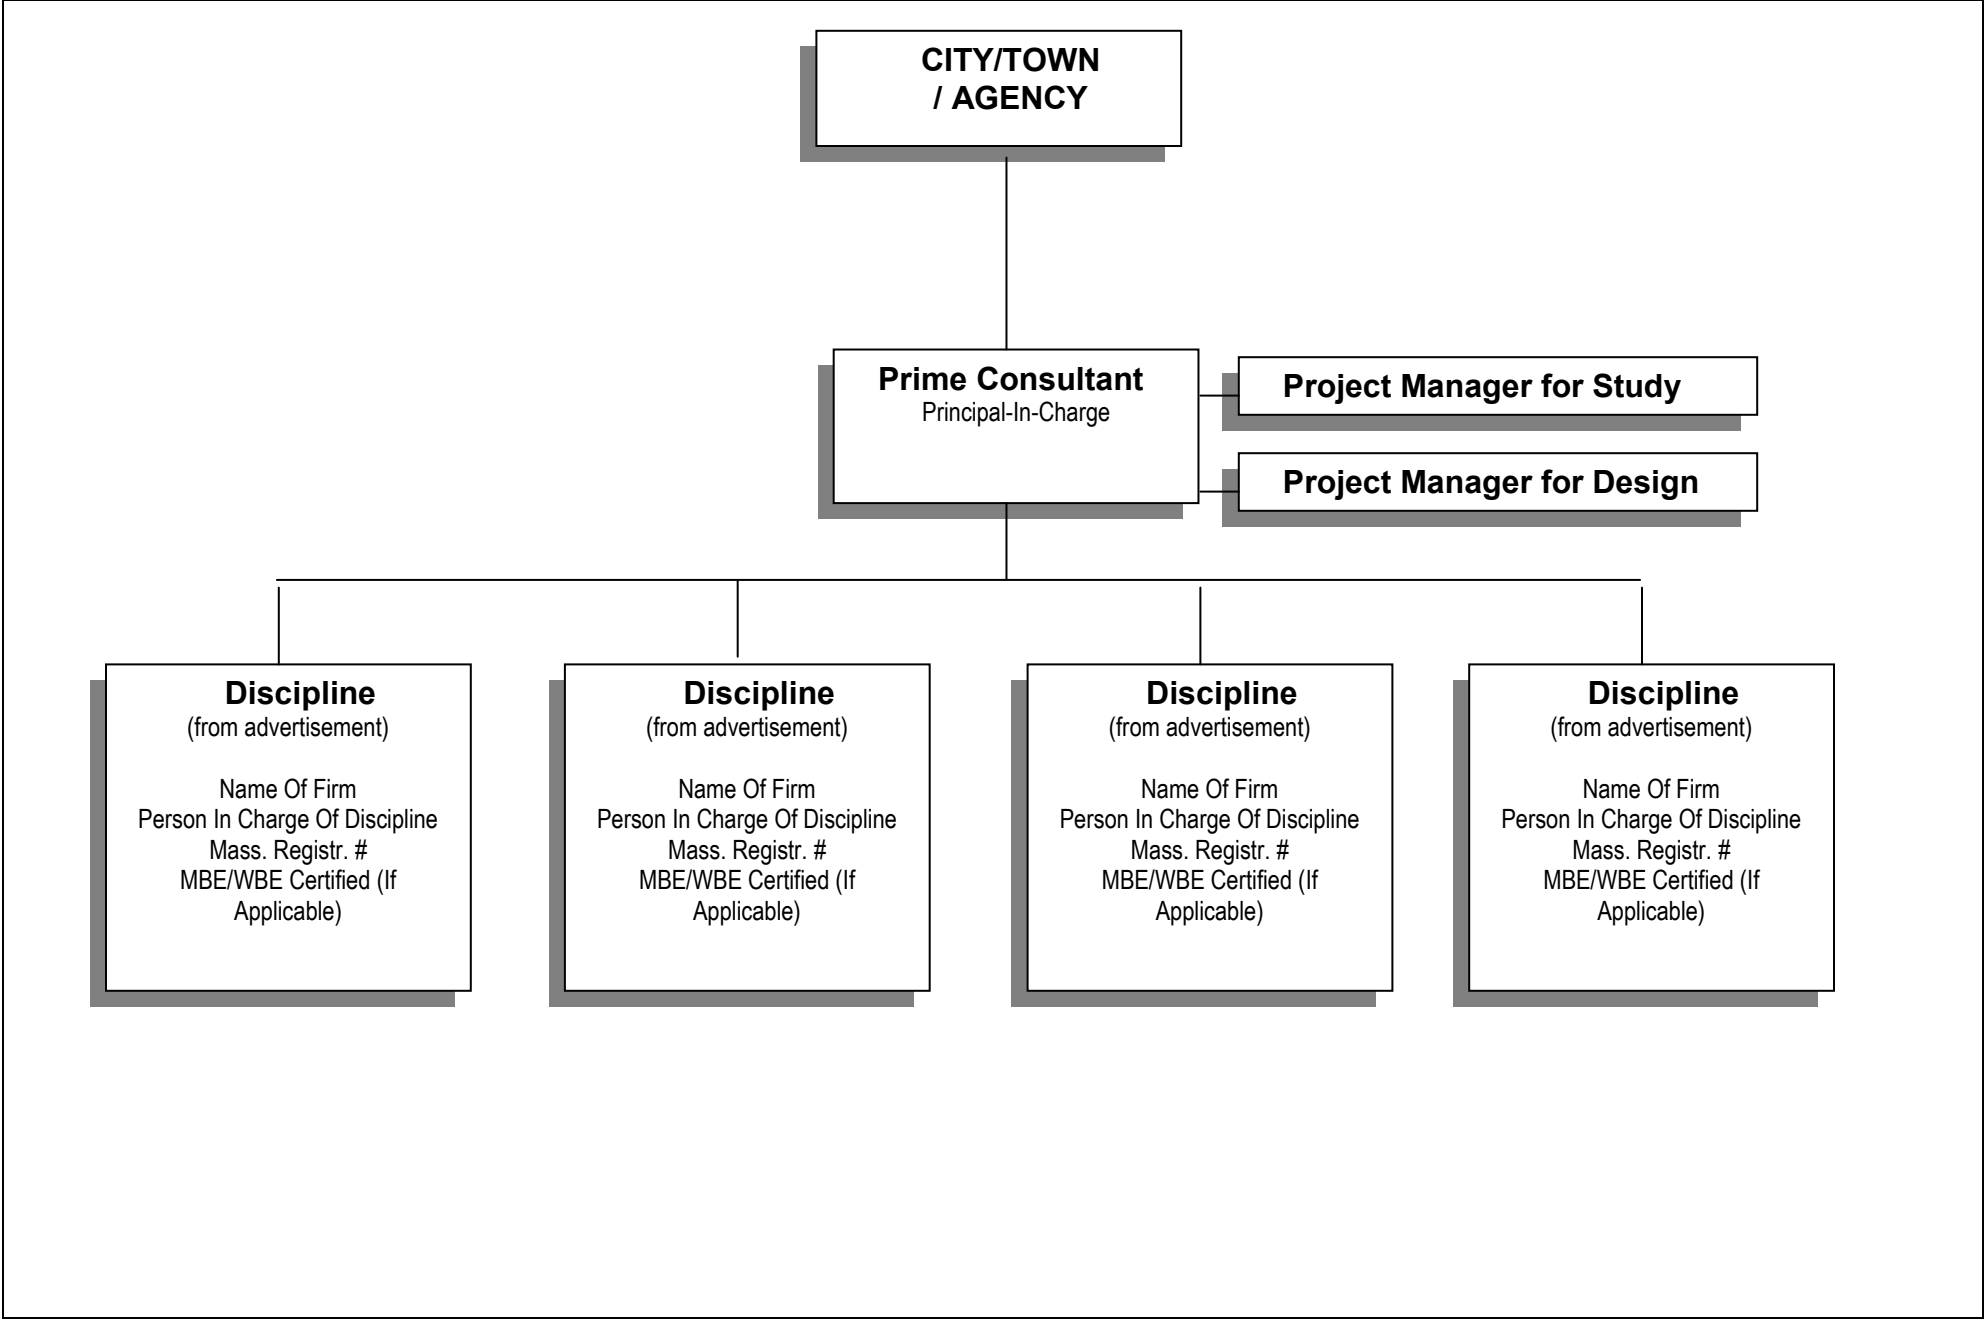 CITY/TOWN
/ AGENCY
Prime Consultant
Principal-In-Charge
Project Manager for Study
Project Manager for Design
Discipline
(from advertisement)
Name Of Firm
Person In Charge Of Discipline
Mass. Registr. #
MBE/WBE Certified (If
Applicable)
Discipline
(from advertisement)
Name Of Firm
Person In Charge Of Discipline
Mass. Registr. #
MBE/WBE Certified (If
Applicable)
Discipline
(from advertisement)
Name Of Firm
Person In Charge Of Discipline
Mass. Registr. #
MBE/WBE Certified (If
Applicable)
Discipline
(from advertisement)
Name Of Firm
Person In Charge Of Discipline
Mass. Registr. #
MBE/WBE Certified (If
Applicable)